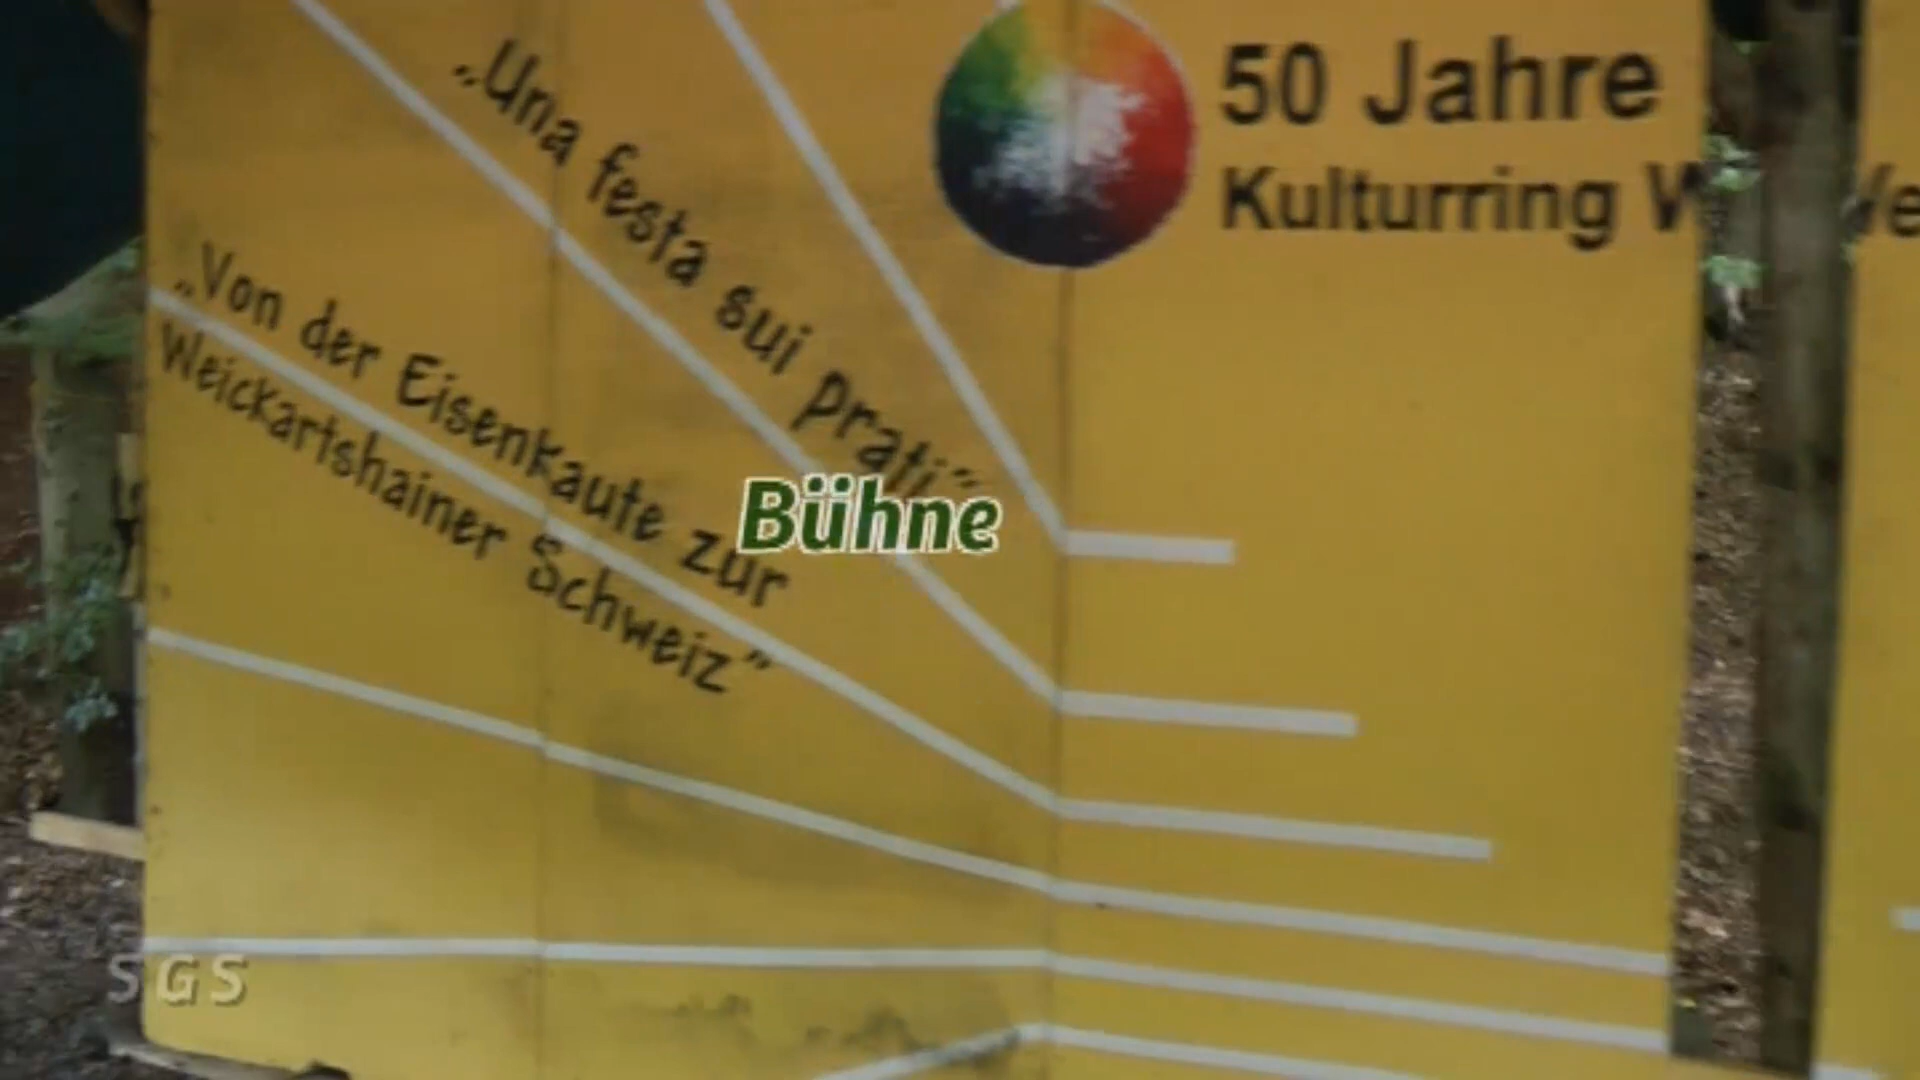 50 Jahre
Kulturring
„Una festa sui prati“
„Von der Eisenkaute zur
Weickartshainer Schweiz”
Bühne
SGS